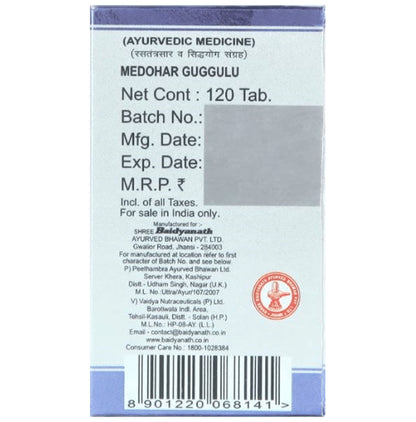 (AYURVEDIC MEDICINE)
(रसतंत्रसार व सिद्धयोग संग्रह)
MEDOHAR GUGGULU
Net Cont : 120 Tab.
Batch No.:
Mfg. Date:
Exp. Date:
M.R.P. ₹
Incl. of all Taxes.
For sale in India only.
Manufactured for :-
SHREE Baidyanath
AYURVED BHAWAN PVT. LTD.
Gwalior Road, Jhansi - 284003
For manufactured at location refer to first
character of Batch No. and see below.
P) Peethambra Ayurved Bhawan Ltd.
Server Khera, Kashipur
Distt.- Udham Singh, Nagar (U.K.)
M.L. No.:Uttra/Ayur/107/2007
V) Vaidya Nutraceuticals (P) Ltd.
Barotiwala Indl. Area,
Tehsil-Kasauli, Distt. - Solan (H.P.)
M.L.No.: HP-08-AY. (L.L.)
Email - contact@baidyanath.co.in
www.baidyanath.co.in
Consumer Care No.: 1800-1028384
8 901220 068141 >